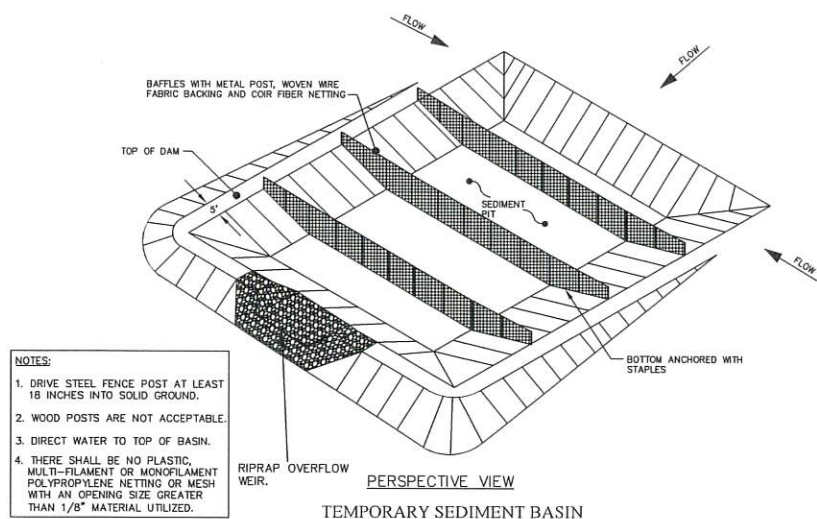 FLOW
FLOW
BAFFLES WITH METAL POST, WOVEN WIRE
FABRIC BACKING AND COIR FIBER NETTING
TOP OF DAM
5'
SEDIMENT
PIT
FLOW
BOTTOM ANCHORED WITH
STAPLES
NOTES:
1. DRIVE STEEL FENCE POST AT LEAST
18 INCHES INTO SOLID GROUND.
2. WOOD POSTS ARE NOT ACCEPTABLE.
3. DIRECT WATER TO TOP OF BASIN.
4. THERE SHALL BE NO PLASTIC,
MULTI-FILAMENT OR MONOFILAMENT
POLYPROPYLENE NETTING OR MESH
WITH AN OPENING SIZE GREATER
THAN 1/8" MATERIAL UTILIZED.
RIPRAP OVERFLOW
WEIR.
PERSPECTIVE VIEW
TEMPORARY SEDIMENT BASIN